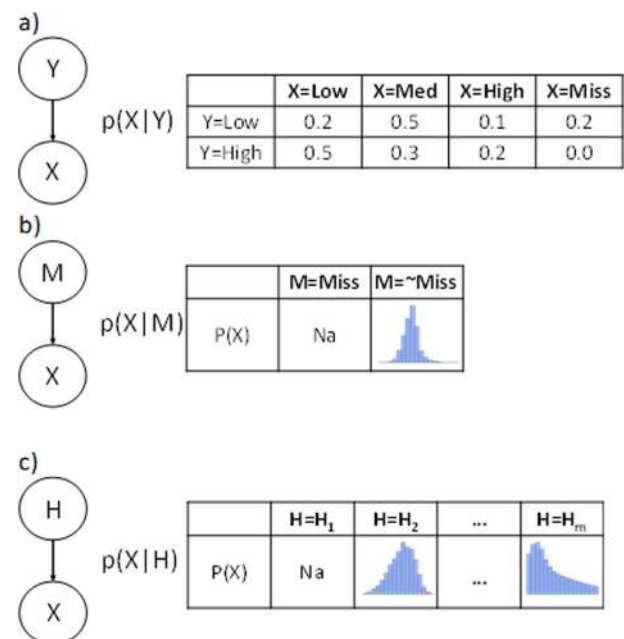 a)
Y
X
p(X|Y)
X=Low X=Med X=High X=Miss
Y=Low 0.2 0.5 0.1 0.2
Y=High 0.5 0.3 0.2 0.0
b)
M
X
p(X|M)
M=Miss M=~Miss
P(X) Na
c)
H
X
p(X|H)
H=H₁ H=H₂ ... H=Hₘ
P(X) Na ...